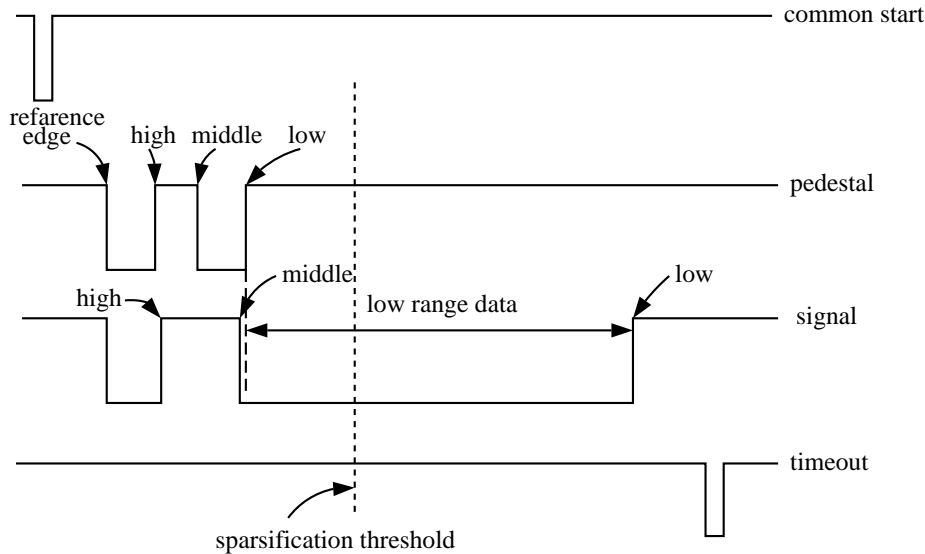 common start
refarence
edge
high
middle
low
pedestal
middle
low
high
low range data
signal
timeout
sparsification threshold